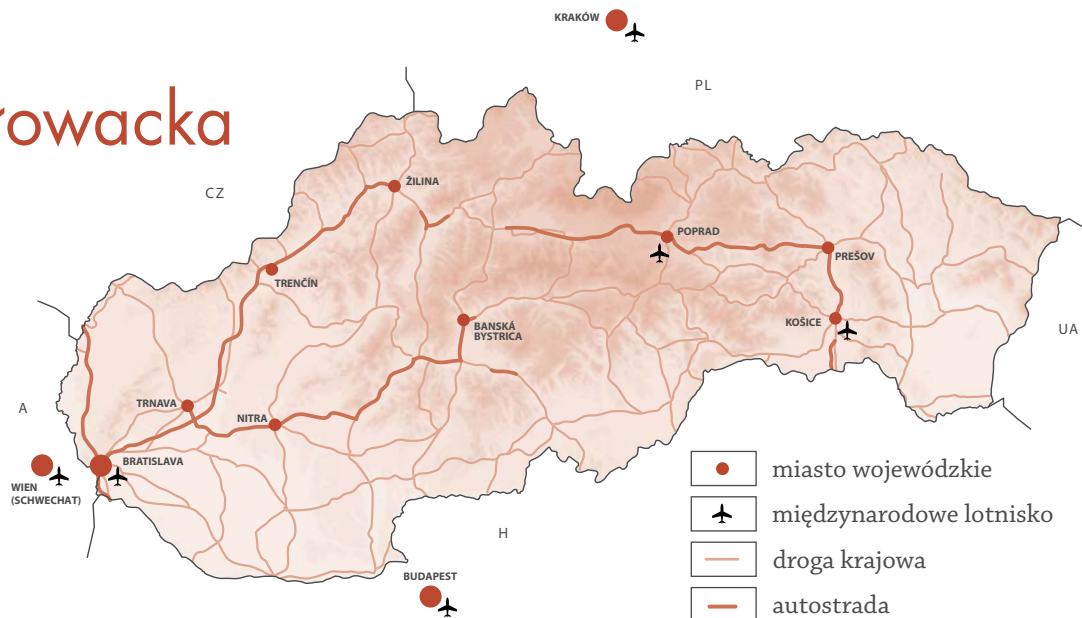 KRAKÓW
PL
owacka
CZ
ŽILINA
POPRAD
PREŠOV
TRENČÍN
BANSKÁ
BYSTRICA
KOŠICE
UA
A
TRNAVA
NITRA
BRATISLAVA
WIEN
(SCHWECHAT)
H
BUDAPEST
miasto wojewódzkie
międzynarodowe lotnisko
droga krajowa
autostrada